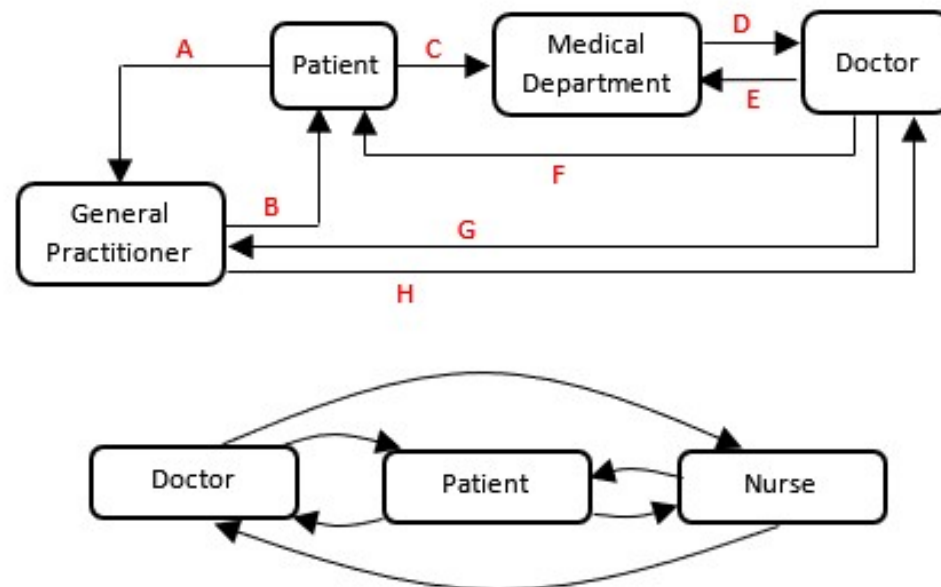 A
Patient
C
Medical
Department
D
E
Doctor
F
General
Practitioner
B
G
H
Doctor
Patient
Nurse